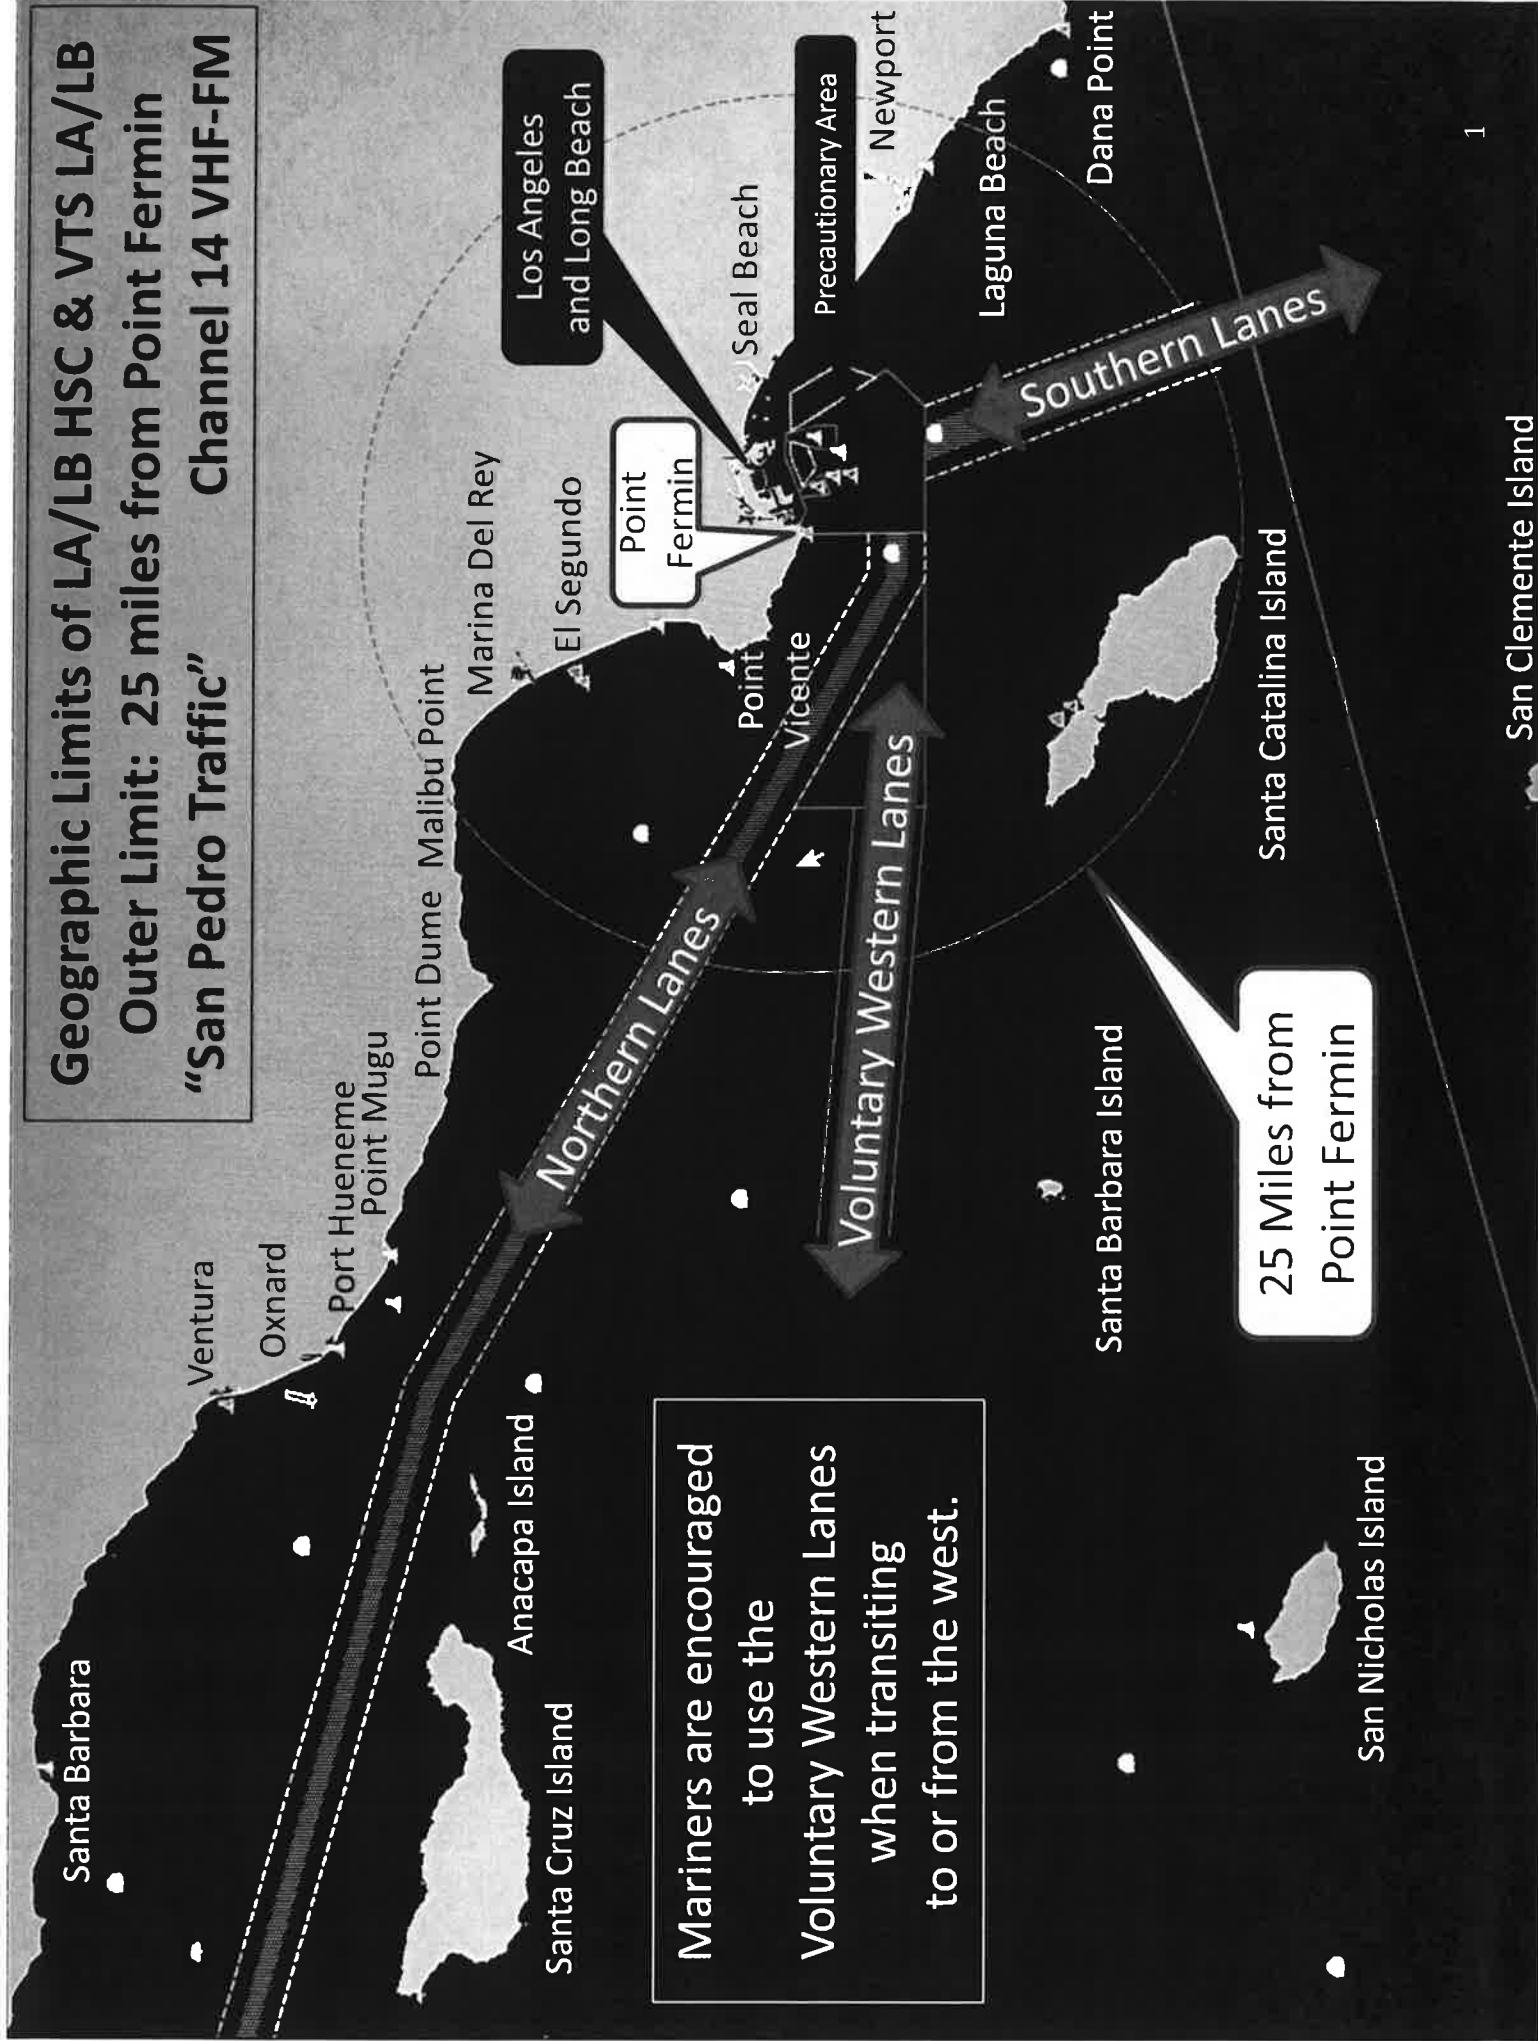 Geographic Limits of LA/LB HSC & VTS LA/LB
Outer Limit: 25 miles from Point Fermin
“San Pedro Traffic” Channel 14 VHF-FM
Santa Barbara
Ventura
Oxnard
Port Hueneme
Point Mugu
Point Dume
Malibu Point
Marina Del Rey
El Segundo
Los Angeles
and Long Beach
Point
Fermin
Seal Beach
Precautionary Area
Newport
Laguna Beach
Dana Point
Point
Vicente
Northern Lanes
Voluntary Western Lanes
Southern Lanes
Anacapa Island
Santa Cruz Island
Mariners are encouraged
to use the
Voluntary Western Lanes
when transiting
to or from the west.
Santa Barbara Island
Santa Catalina Island
25 Miles from
Point Fermin
San Nicholas Island
San Clemente Island
1